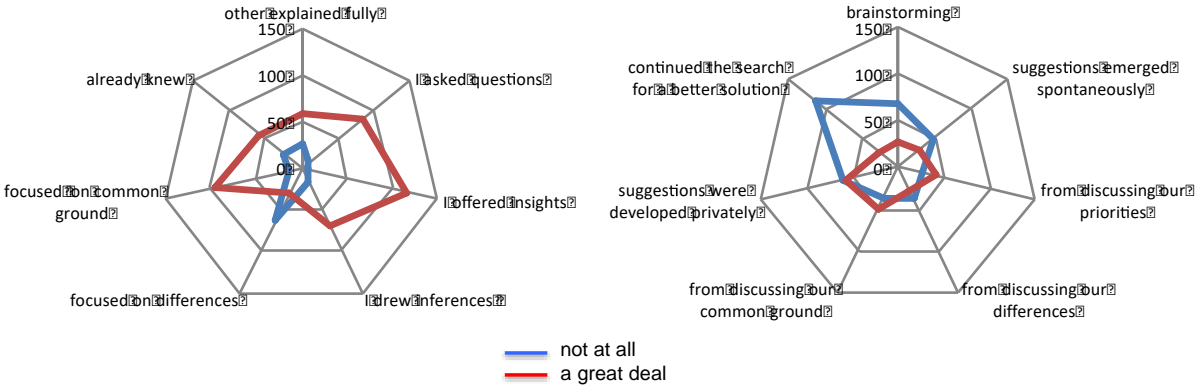 other explained fully
150
100
50
0
I asked questions
I offered insights
I drew inferences
focused on differences
focused on common
ground
already knew
brainstorming
150
100
50
0
suggestions emerged
spontaneously
from discussing our
priorities
from discussing our
differences
from discussing our
common ground
suggestions were
developed privately
continued the search
for a better solution
not at all
a great deal